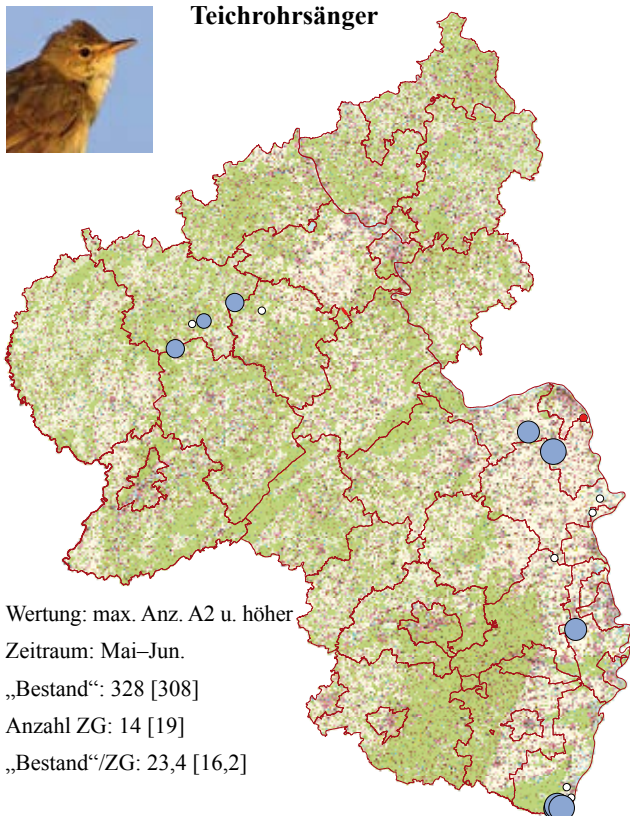 Teichrohrsänger
Wertung: max. Anz. A2 u. höher
Zeitraum: Mai–Jun.
„Bestand“: 328 [308]
Anzahl ZG: 14 [19]
„Bestand“/ZG: 23,4 [16,2]